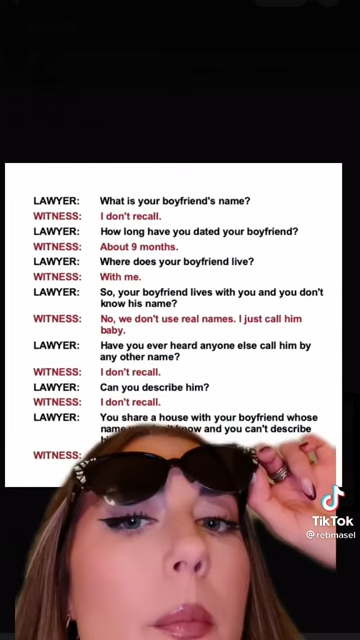 LAWYER: What is your boyfriend's name?
WITNESS: I don't recall.
LAWYER: How long have you dated your boyfriend?
WITNESS: About 9 months.
LAWYER: Where does your boyfriend live?
WITNESS: With me.
LAWYER: So, your boyfriend lives with you and you don't
know his name?
WITNESS: No, we don't use real names. I just call him
baby.
LAWYER: Have you ever heard anyone else call him by
any other name?
WITNESS: I don't recall.
LAWYER: Can you describe him?
WITNESS: I don't recall.
LAWYER: You share a house with your boyfriend whose
name know and you can't describe
WITNESS:
TikTok
@rebmasel